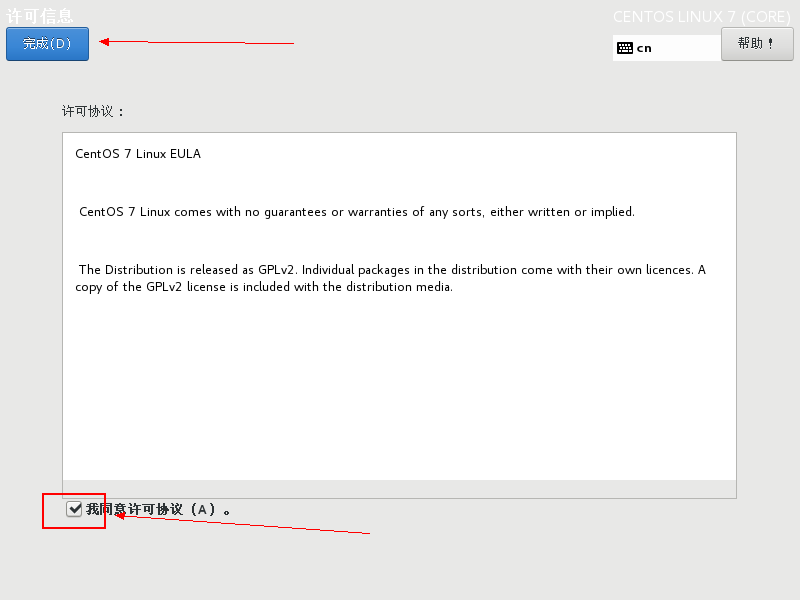 许可信息
CENTOS LINUX 7 (CORE)
完成(D)
cn
帮助！
许可协议：
CentOS 7 Linux EULA
CentOS 7 Linux comes with no guarantees or warranties of any sorts, either written or implied.
The Distribution is released as GPLv2. Individual packages in the distribution come with their own licences. A
copy of the GPLv2 license is included with the distribution media.
我同意许可协议（A）。